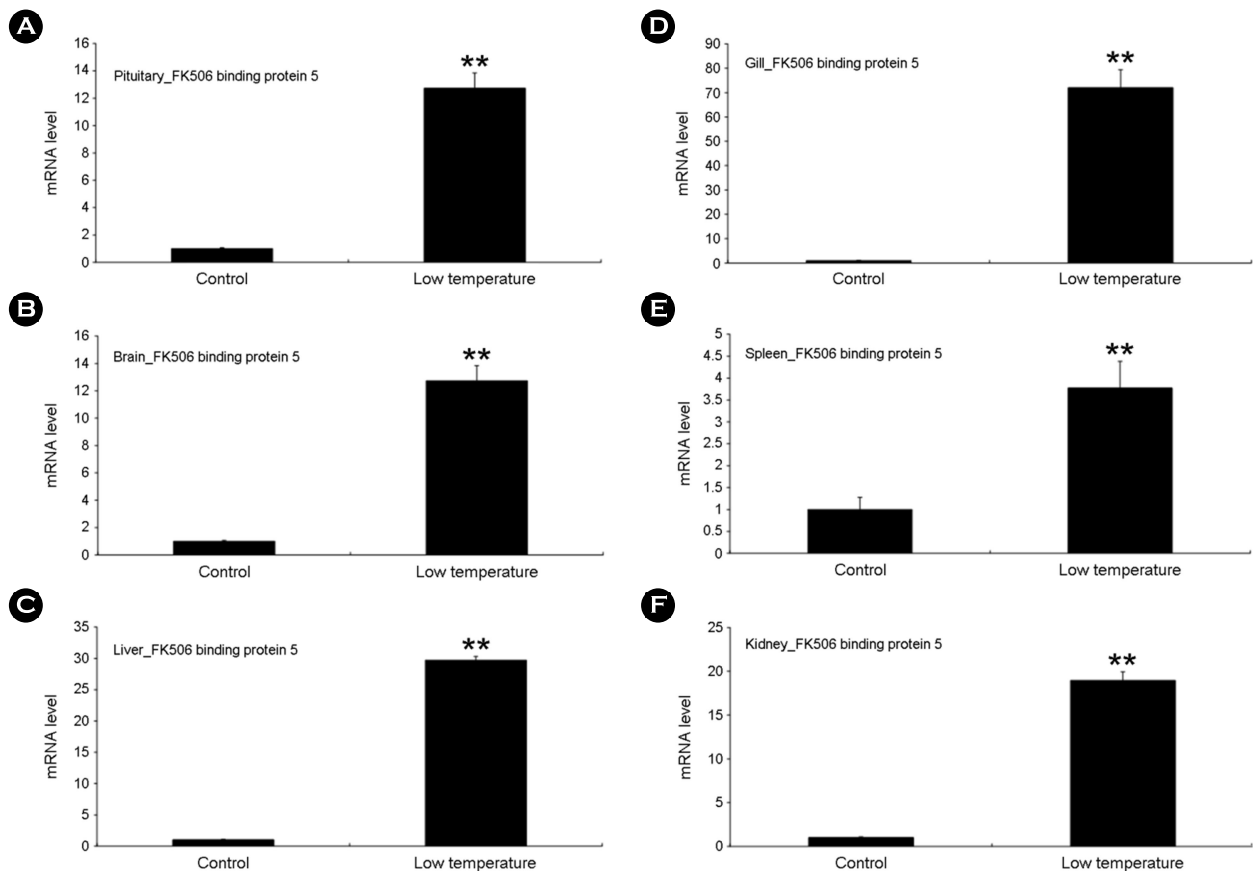 A
mRNA level
16
14
12
10
8
6
4
2
0
Pituitary_FK506 binding protein 5
**
Control
Low temperature
B
mRNA level
16
14
12
10
8
6
4
2
0
Brain_FK506 binding protein 5
**
Control
Low temperature
C
mRNA level
35
30
25
20
15
10
5
0
Liver_FK506 binding protein 5
**
Control
Low temperature
D
mRNA level
90
80
70
60
50
40
30
20
10
0
Gill_FK506 binding protein 5
**
Control
Low temperature
E
mRNA level
5
4.5
4
3.5
3
2.5
2
1.5
1
0.5
0
Spleen_FK506 binding protein 5
**
Control
Low temperature
F
mRNA level
25
20
15
10
5
0
Kidney_FK506 binding protein 5
**
Control
Low temperature